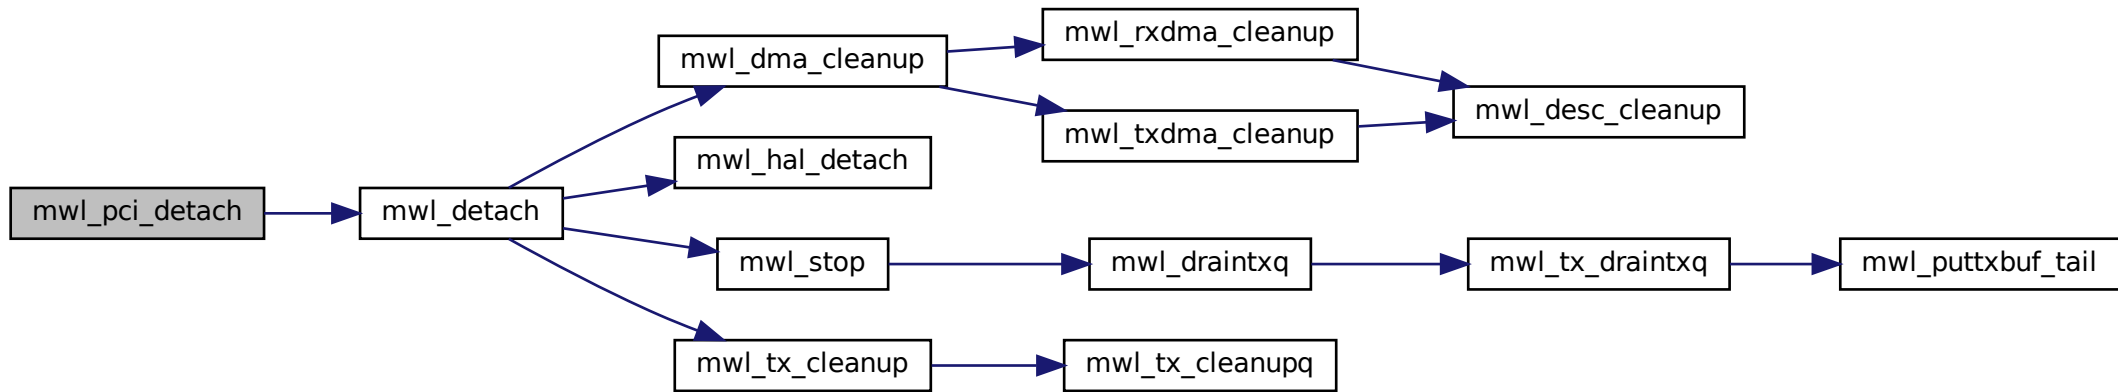 mwl_pci_detach
mwl_detach
mwl_dma_cleanup
mwl_rxdma_cleanup
mwl_txdma_cleanup
mwl_desc_cleanup
mwl_hal_detach
mwl_stop
mwl_draintxq
mwl_tx_draintxq
mwl_puttxbuf_tail
mwl_tx_cleanup
mwl_tx_cleanupq